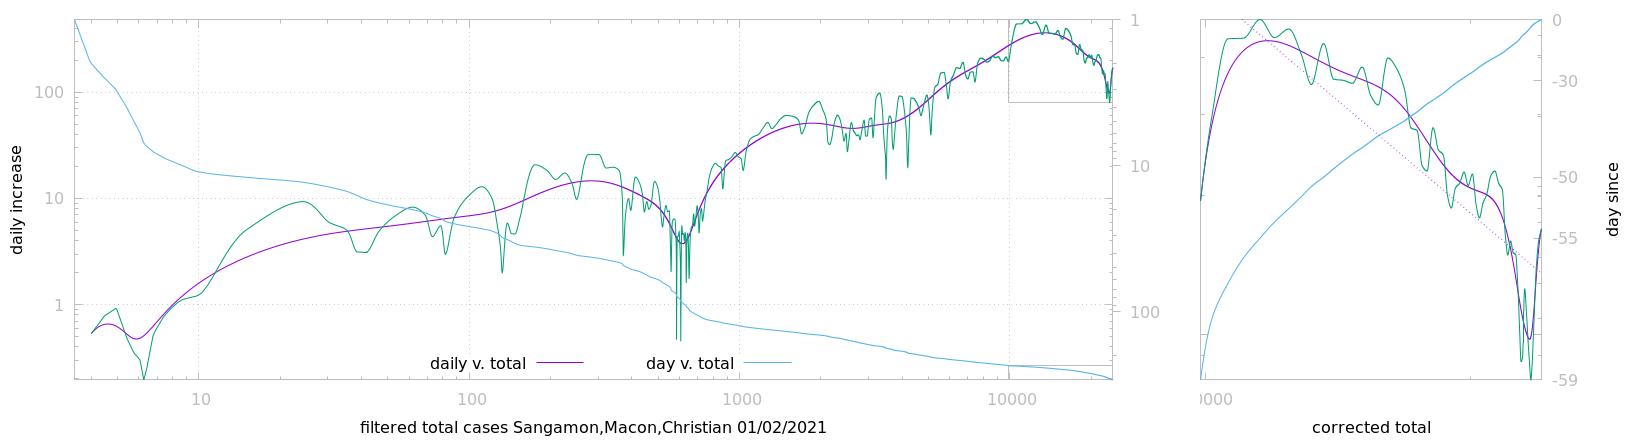 daily increase
100
10
1
1
10
100
daily v. total
day v. total
10
100
1000
10000
filtered total cases Sangamon,Macon,Christian 01/02/2021
0
-30
-50
-55
-59
day since
0000
corrected total